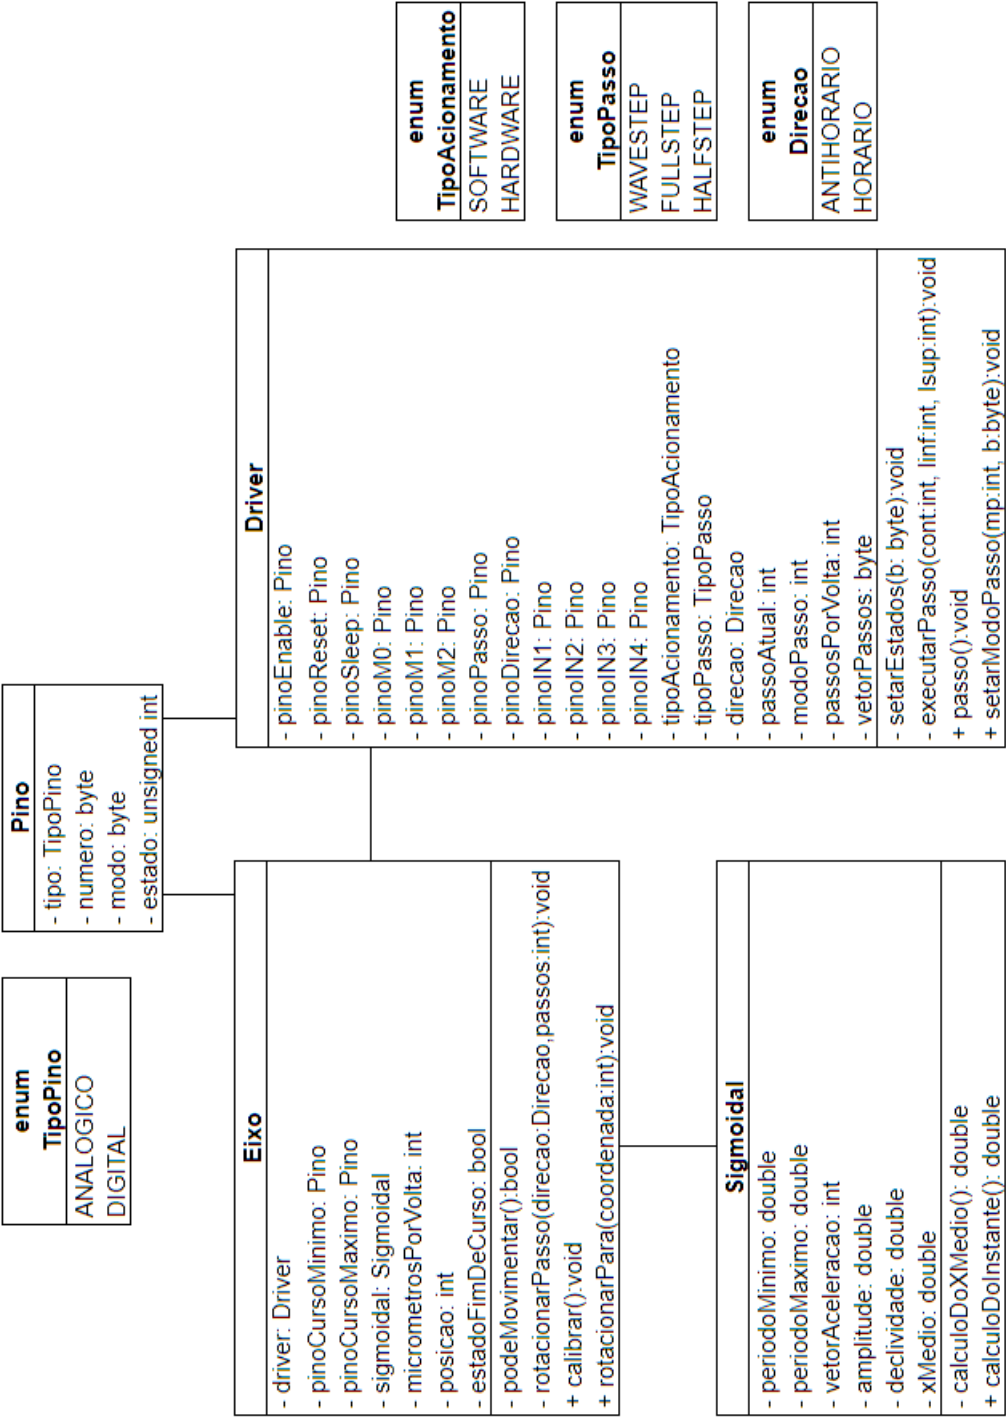 enum
TipoPino
ANALOGICO
DIGITAL
Pino
- tipo: TipoPino
- numero: byte
- modo: byte
- estado: unsigned int
Eixo
- driver: Driver
- pinoCursoMinimo: Pino
- pinoCursoMaximo: Pino
- sigmoidal: Sigmoidal
- micrometrosPorVolta: int
- posicao: int
- estadoFimDeCurso: bool
- podeMovimentar():bool
- rotacionarPasso(direcao:Direcao,passos:int):void
+ calibrar():void
+ rotacionarPara(coordenada:int):void
Driver
- pinoEnable: Pino
- pinoReset: Pino
- pinoSleep: Pino
- pinoM0: Pino
- pinoM1: Pino
- pinoM2: Pino
- pinoPasso: Pino
- pinoDirecao: Pino
- pinoIN1: Pino
- pinoIN2: Pino
- pinoIN3: Pino
- pinoIN4: Pino
- tipoAcionamento: TipoAcionamento
- tipoPasso: TipoPasso
- direcao: Direcao
- passoAtual: int
- modoPasso: int
- passosPorVolta: int
- vetorPassos: byte
- setarEstados(b: byte):void
- executarPasso(cont:int, linf:int, lsup:int):void
+ passo():void
+ setarModoPasso(mp:int, b:byte):void
enum
TipoAcionamento
SOFTWARE
HARDWARE
enum
TipoPasso
WAVESTEP
FULLSTEP
HALFSTEP
enum
Direcao
ANTIHORARIO
HORARIO
Sigmoidal
- periodoMinimo: double
- periodoMaximo: double
- vetorAceleracao: int
- amplitude: double
- declividade: double
- xMedio: double
- calculoDoXMedio(): double
+ calculoDoInstante(): double